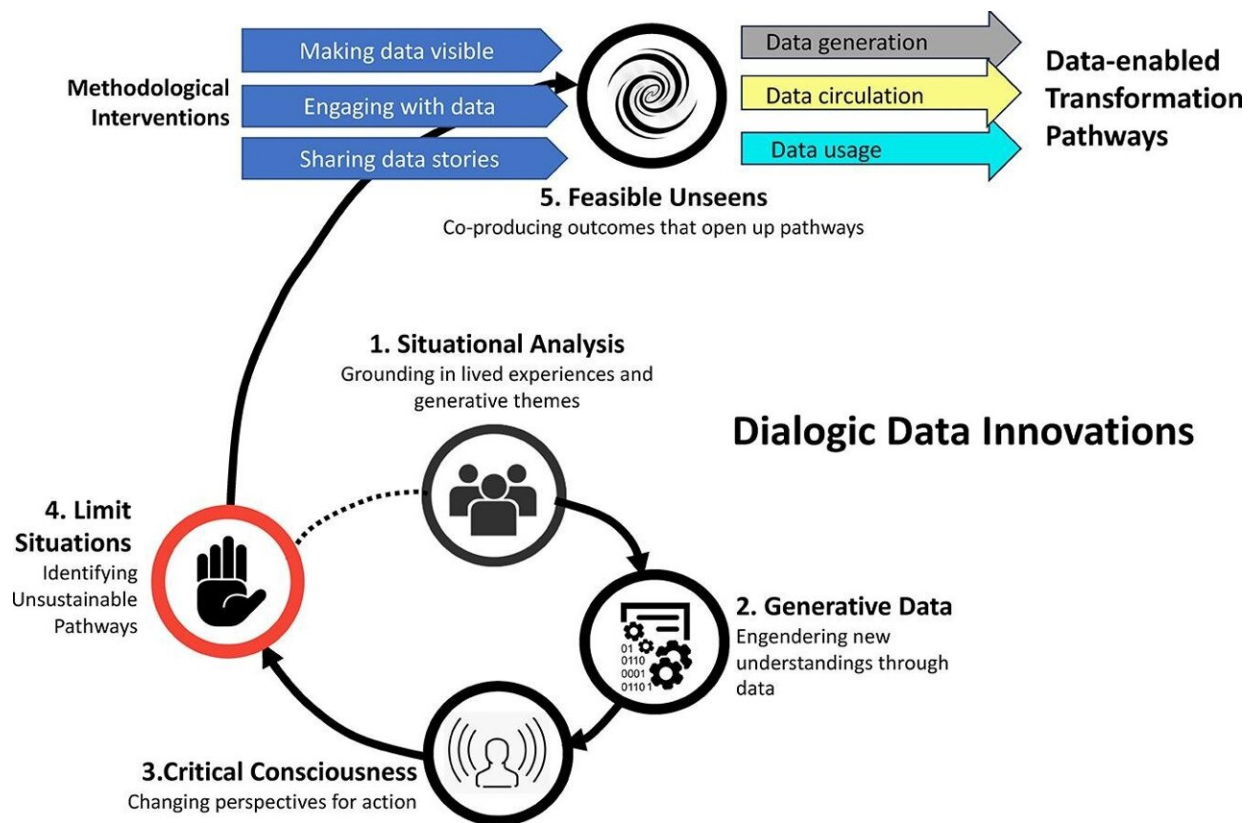 Making data visible
Methodological
Interventions
Engaging with data
Sharing data stories
Data generation
Data circulation
Data usage
Data-enabled
Transformation
Pathways
5. Feasible Unseens
Co-producing outcomes that open up pathways
1. Situational Analysis
Grounding in lived experiences and
generative themes
Dialogic Data Innovations
4. Limit
Situations
Identifying
Unsustainable
Pathways
2. Generative Data
Engendering new
understandings through
data
01
0110
0001
0110 1
3.Critical Consciousness
Changing perspectives for action